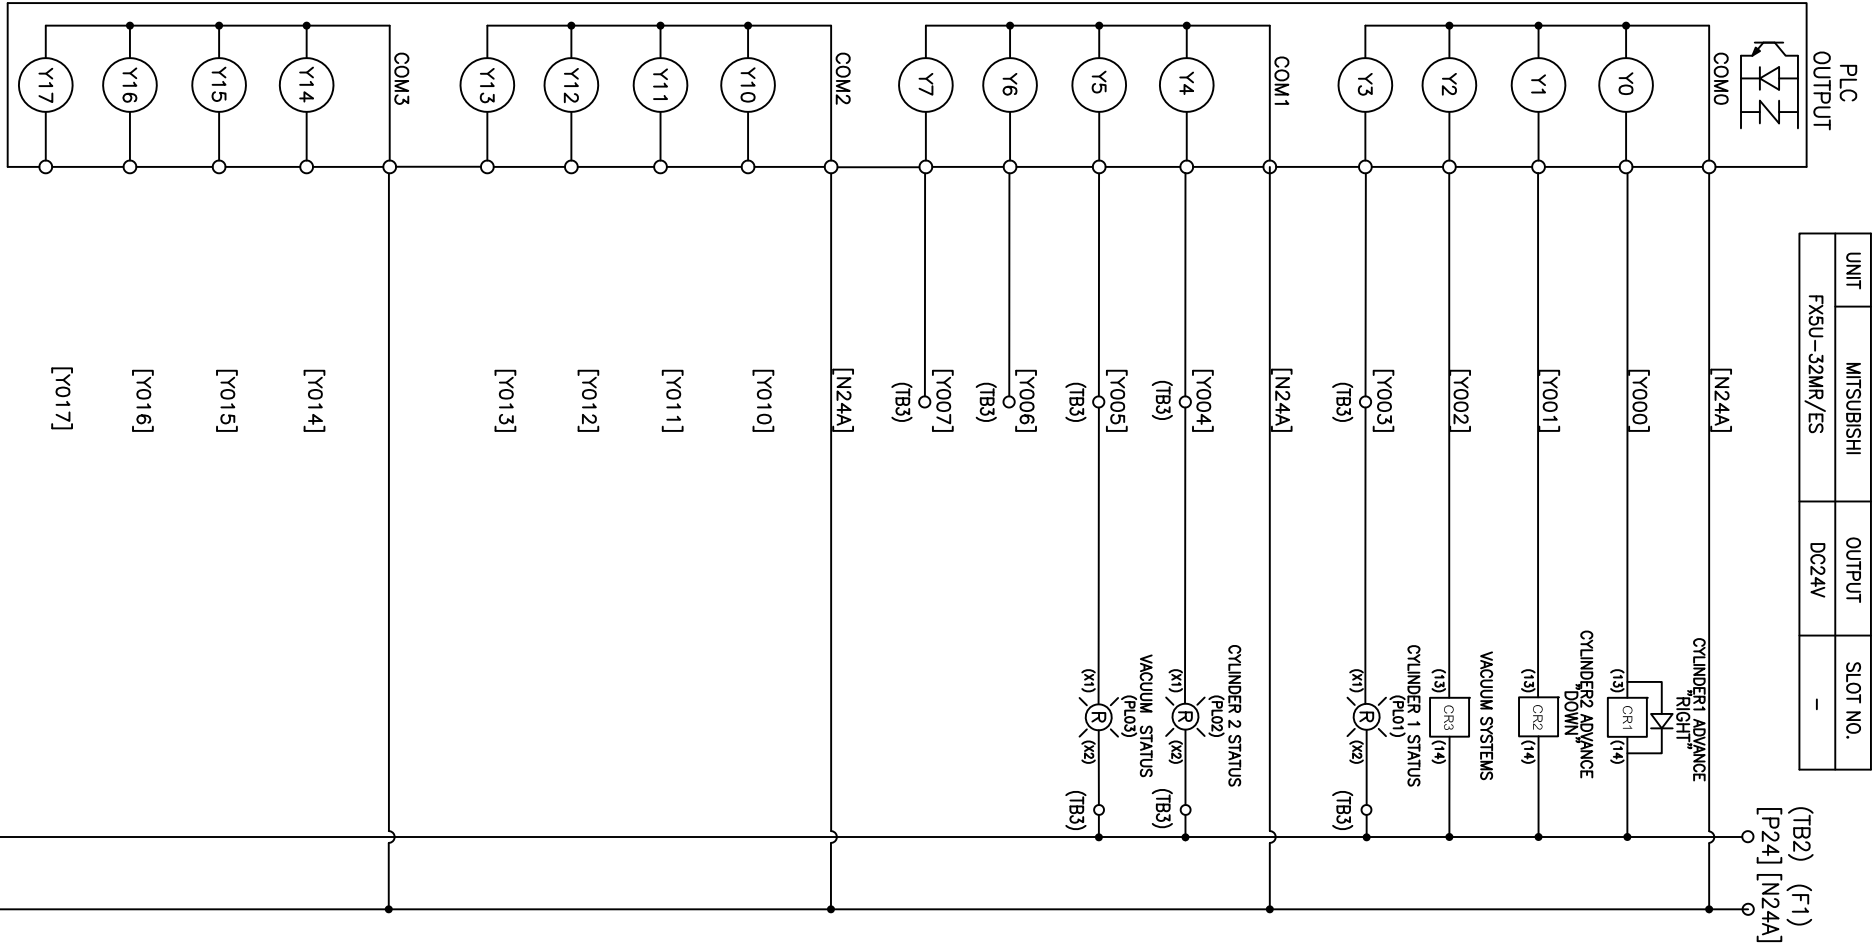 UNIT
MITSUBISHI
OUTPUT
SLOT NO.
FX5U-32MR/ES
DC24V
-
PLC
OUTPUT
(TB2) (F1)
[P24] [N24A]
COM0
[N24A]
CYLINDER1 ADVANCE
"RIGHT"
Y0
[Y000]
(13)
CR1
(14)
CYLINDER2 ADVANCE
"DOWN"
Y1
[Y001]
(13)
CR2
(14)
VACUUM SYSTEMS
Y2
[Y002]
(13)
CR3
(14)
CYLINDER 1 STATUS
(PL01)
Y3
[Y003]
(TB3)
(X1)
R
(X2)
(TB3)
COM1
[N24A]
CYLINDER 2 STATUS
(PL02)
Y4
[Y004]
(TB3)
(X1)
R
(X2)
(TB3)
VACUUM STATUS
(PL03)
Y5
[Y005]
(TB3)
(X1)
R
(X2)
(TB3)
Y6
[Y006]
(TB3)
Y7
[Y007]
(TB3)
COM2
[N24A]
Y10
[Y010]
Y11
[Y011]
Y12
[Y012]
Y13
[Y013]
COM3
Y14
[Y014]
Y15
[Y015]
Y16
[Y016]
Y17
[Y017]